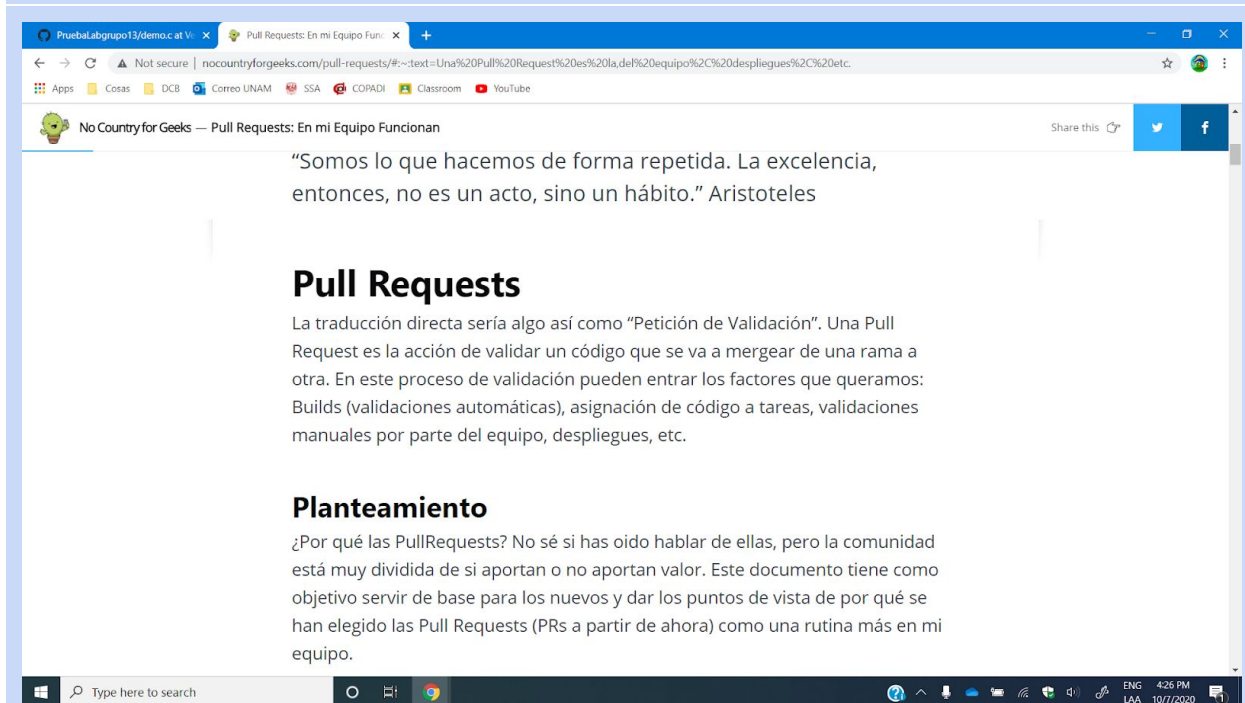 PruebaLabgrupo13/demo.c at Ve
Pull Requests: En mi Equipo Func
Not secure | nocountryforgeeks.com/pull-requests/#:~:text=Una%20Pull%20Request%20es%20la,del%20equipo%2C%20despliegues%2C%20etc.
Apps Cosas DCB Correo UNAM SSA COPADI Classroom YouTube
No Country for Geeks — Pull Requests: En mi Equipo Funcionan Share this
“Somos lo que hacemos de forma repetida. La excelencia,
entonces, no es un acto, sino un hábito.” Aristoteles
Pull Requests
La traducción directa sería algo así como “Petición de Validación”. Una Pull
Request es la acción de validar un código que se va a mergear de una rama a
otra. En este proceso de validación pueden entrar los factores que queramos:
Builds (validaciones automáticas), asignación de código a tareas, validaciones
manuales por parte del equipo, despliegues, etc.
Planteamiento
¿Por qué las PullRequests? No sé si has oido hablar de ellas, pero la comunidad
está muy dividida de si aportan o no aportan valor. Este documento tiene como
objetivo servir de base para los nuevos y dar los puntos de vista de por qué se
han elegido las Pull Requests (PRs a partir de ahora) como una rutina más en mi
equipo.
Type here to search
ENG 4:26 PM
LAA 10/7/2020